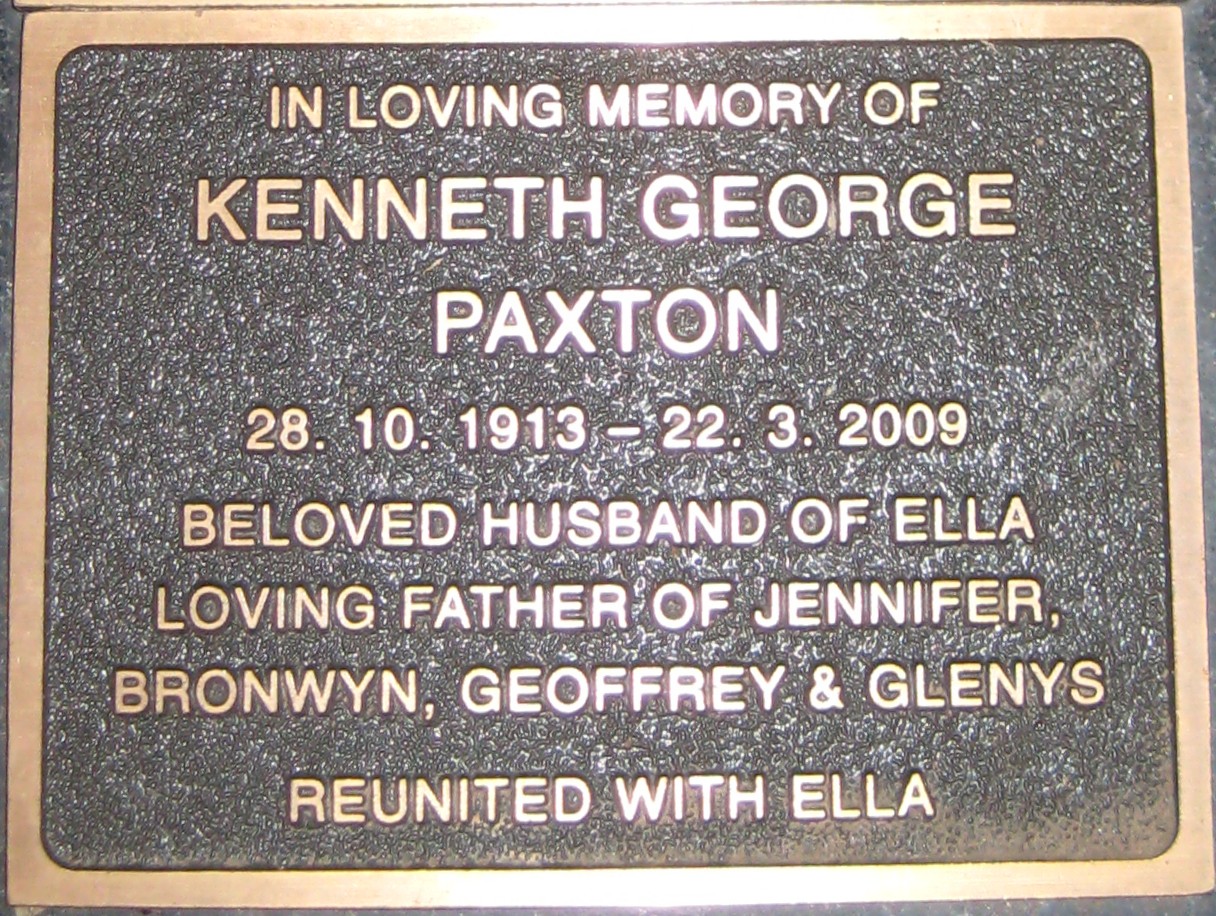 IN LOVING MEMORY OF
KENNETH GEORGE
PAXTON
28. 10. 1913 – 22. 3. 2009
BELOVED HUSBAND OF ELLA
LOVING FATHER OF JENNIFER,
BRONWYN, GEOFFREY & GLENYS
REUNITED WITH ELLA